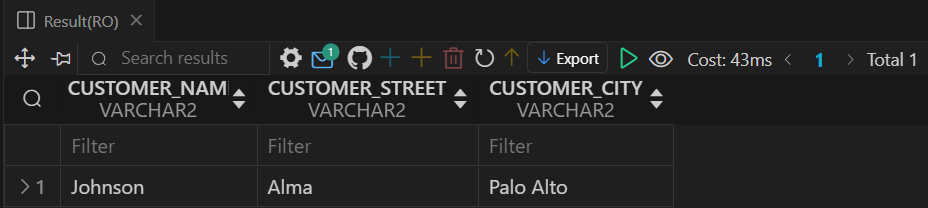 Result(RO)
Search results 1 Export Cost: 43ms 1 Total 1
CUSTOMER_NAM CUSTOMER_STREET CUSTOMER_CITY
VARCHAR2 VARCHAR2 VARCHAR2
Filter Filter Filter
1 Johnson Alma Palo Alto